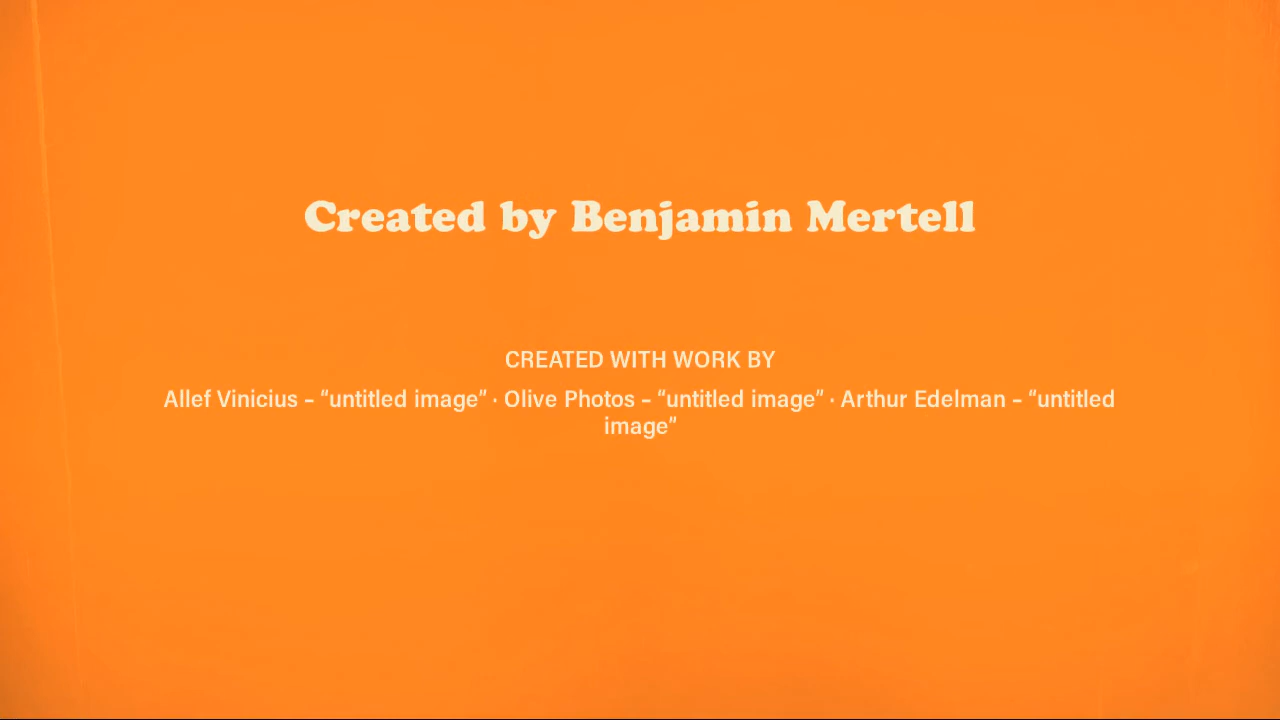 Created by Benjamin Mertell
CREATED WITH WORK BY
Allef Vinicius – “untitled image” · Olive Photos – “untitled image” · Arthur Edelman – “untitled
image”